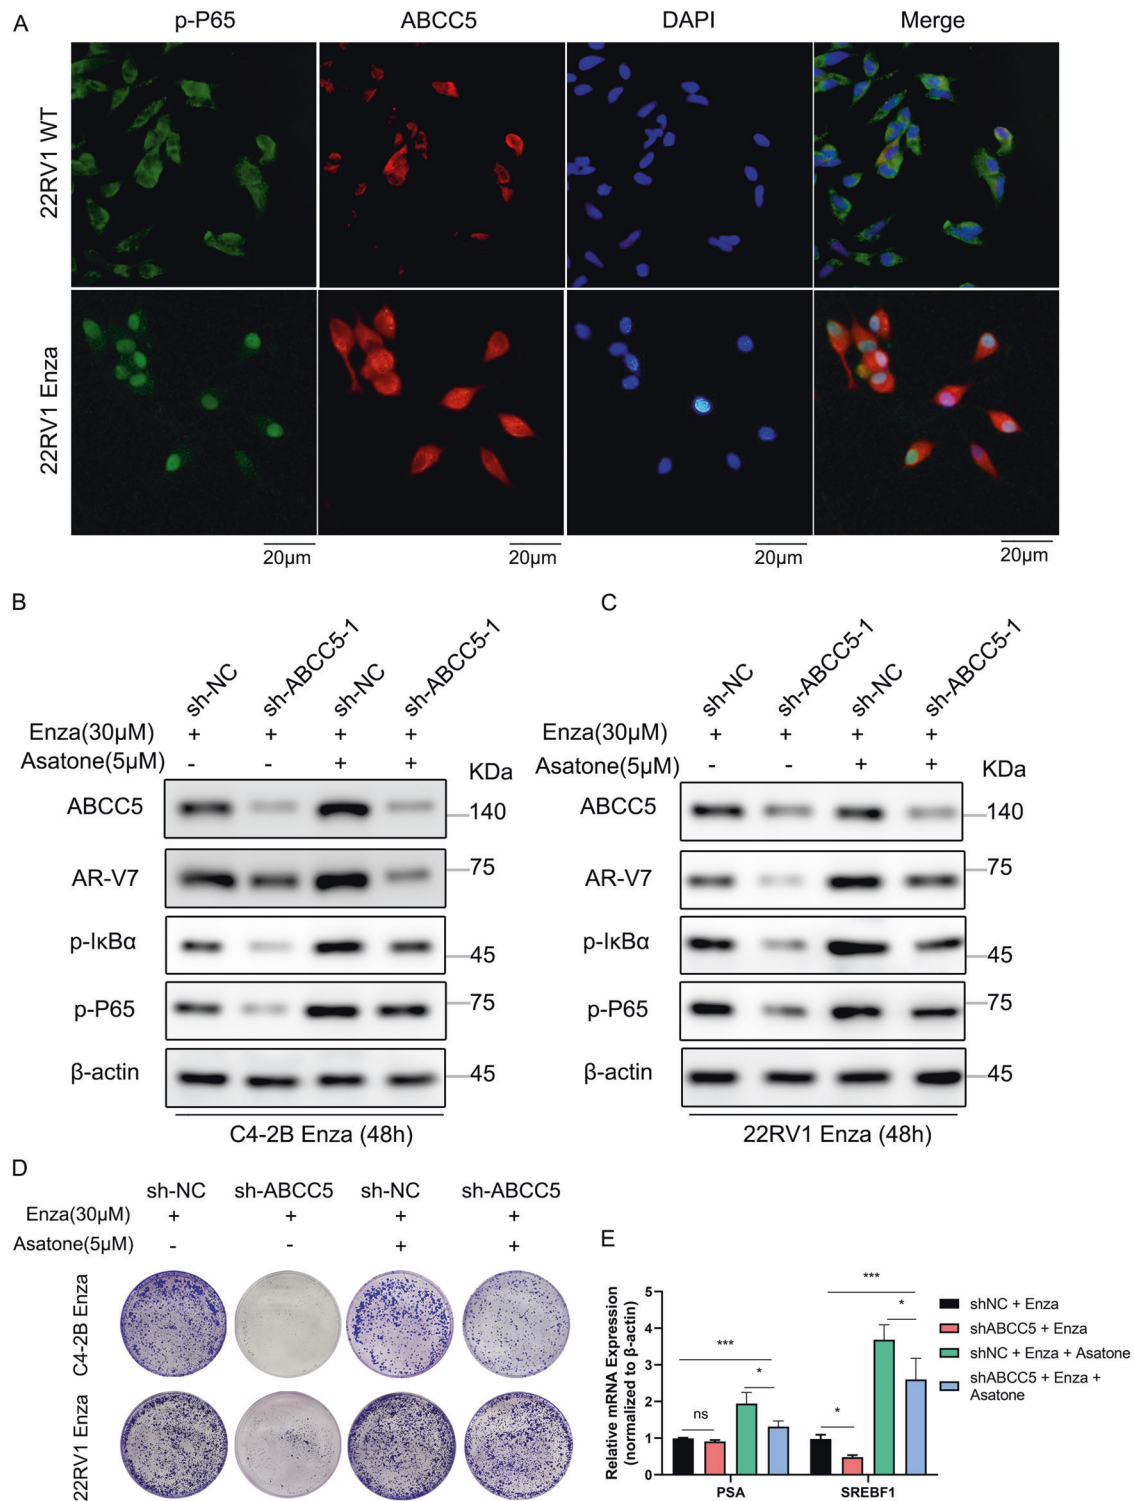 A
p-P65 ABCC5 DAPI Merge
22RV1 WT
22RV1 Enza
20μm 20μm 20μm 20μm
B
sh-NC sh-ABCC5-1 sh-NC sh-ABCC5-1
Enza(30μM) + + + +
Asatone(5μM) - - + +
KDa
ABCC5 140
AR-V7 75
p-IκBα 45
p-P65 75
β-actin 45
C4-2B Enza (48h)
C
sh-NC sh-ABCC5-1 sh-NC sh-ABCC5-1
Enza(30μM) + + + +
Asatone(5μM) - - + +
KDa
ABCC5 140
AR-V7 75
p-IκBα 45
p-P65 75
β-actin 45
22RV1 Enza (48h)
D
sh-NC sh-ABCC5 sh-NC sh-ABCC5
Enza(30μM) + + + +
Asatone(5μM) - - + +
C4-2B Enza
22RV1 Enza
E
Relative mRNA Expression
(normalized to β-actin)
5
4
3
2
1
0
ns
***
*
*
***
*
PSA SREBF1
shNC + Enza
shABCC5 + Enza
shNC + Enza + Asatone
shABCC5 + Enza +
Asatone